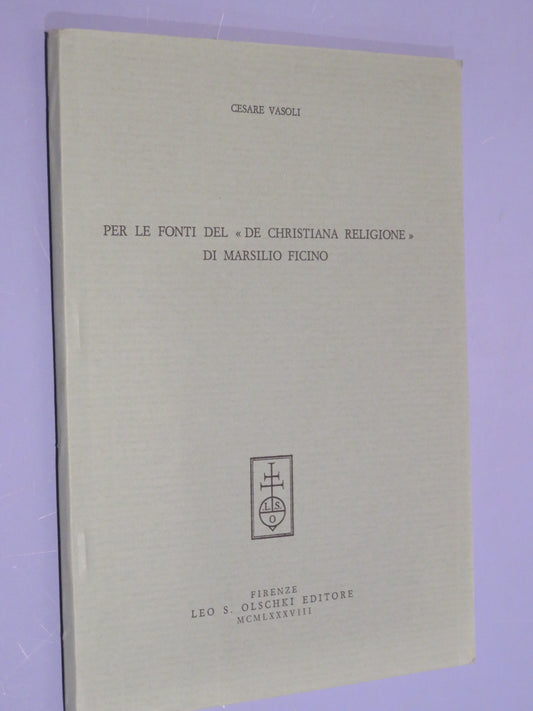 CESARE VASOLI
PER LE FONTI DEL « DE CHRISTIANA RELIGIONE »
DI MARSILIO FICINO
L. S.
O
FIRENZE
LEO S. OLSCHKI EDITORE
MCMLXXXVIII